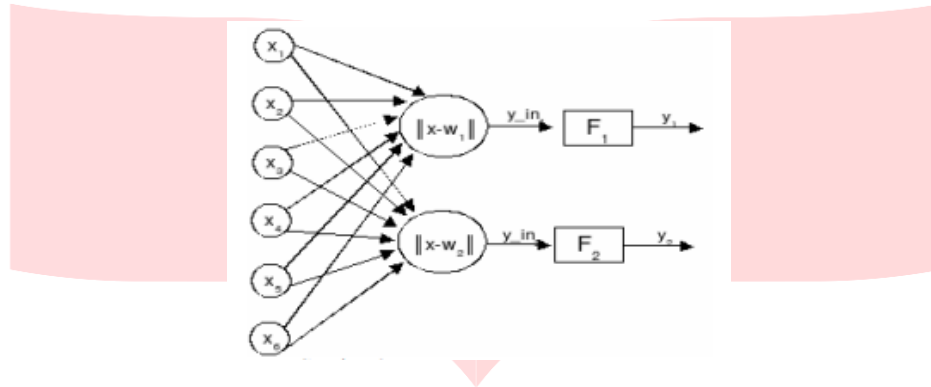 x₁
x₂
‖x-w₁‖ y_in F₁ y₁
x₃
x₄
‖x-w₂‖ y_in F₂ y₂
x₅
x₆